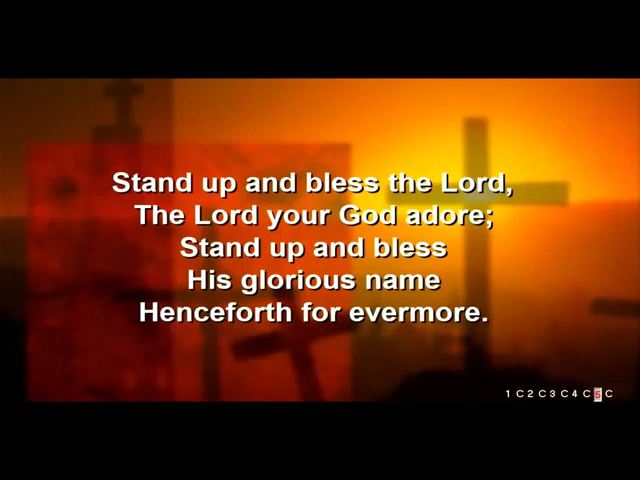 Stand up and bless the Lord,
The Lord your God adore;
Stand up and bless
His glorious name
Henceforth for evermore.
1 C 2 C 3 C 4 C 5 C